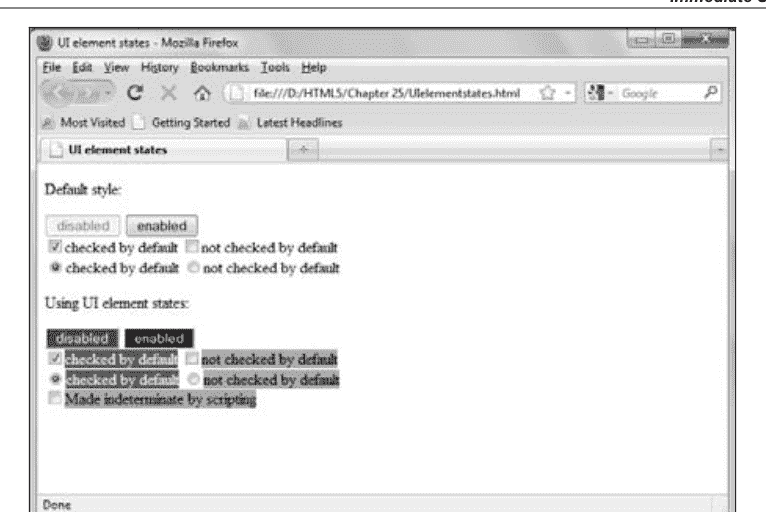 UI element states - Mozilla Firefox
File Edit View History Bookmarks Tools Help
file:///D:/HTML5/Chapter 25/UIelementstates.html Google
Most Visited Getting Started Latest Headlines
UI element states
Default style:
disabled enabled
checked by default not checked by default
checked by default not checked by default
Using UI element states:
disabled enabled
checked by default not checked by default
checked by default not checked by default
Made indeterminate by scripting
Done